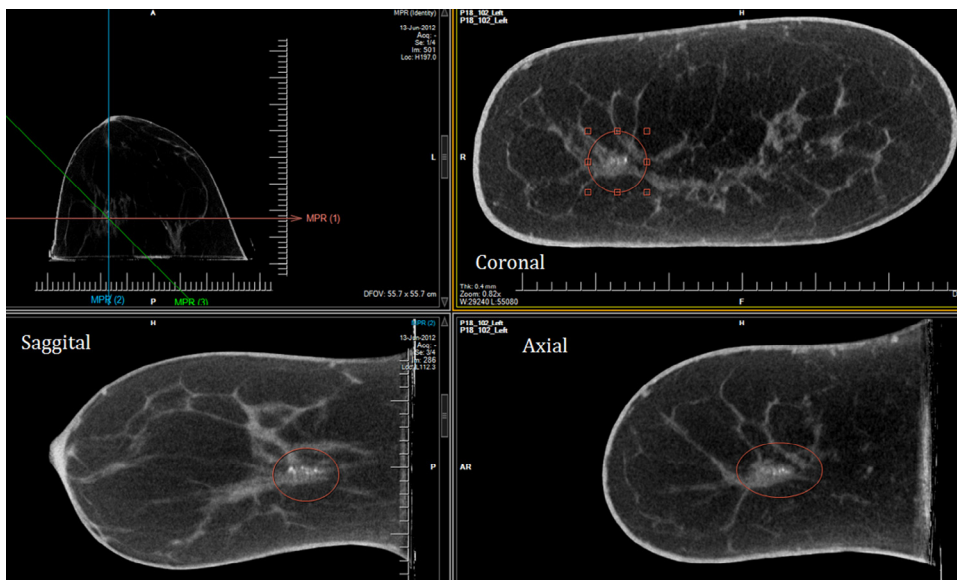 A
MPR (Identity)
13-Jun-2012
Acq: -
Se: 1/4
Im: 501
Loc: H197.0
L
MPR (1)
DFOV: 55.7 x 55.7 cm
MPR (2)
P
MPR (3)
P18_102_Left
P18_102_Left
H
R
Coronal
Thk: 0.4 mm
Zoom: 0.82x
W:29240 L:55080
F
D
Saggital
H
MPR (2)
13-Jun-2012
Acq: -
Se: 3/4
Im: 286
P
P18_102_Left
P18_102_Left
H
Axial
AR